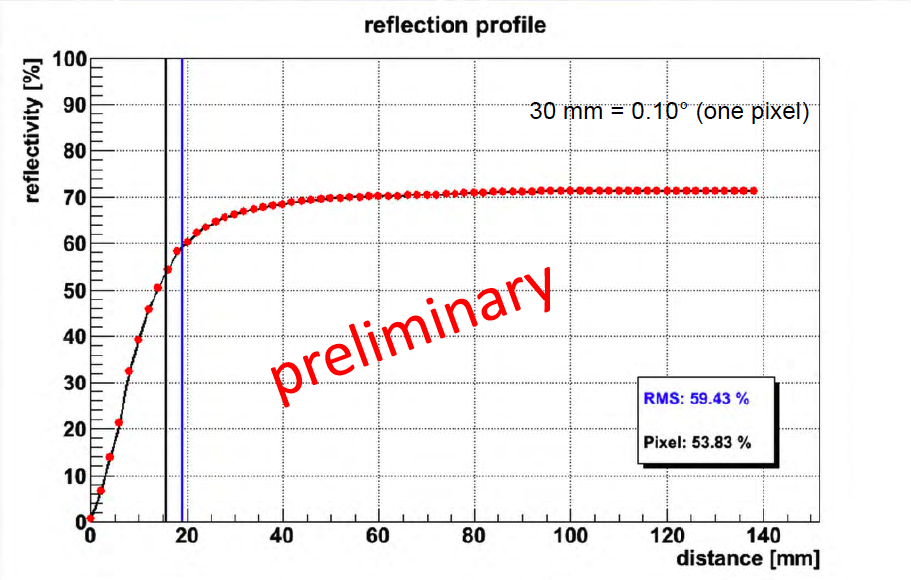 reflection profile
reflectivity [%]
100
90
80
70
60
50
40
30
20
10
0
30 mm = 0.10° (one pixel)
preliminary
RMS: 59.43 %
Pixel: 53.83 %
0 20 40 60 80 100 120 140
distance [mm]